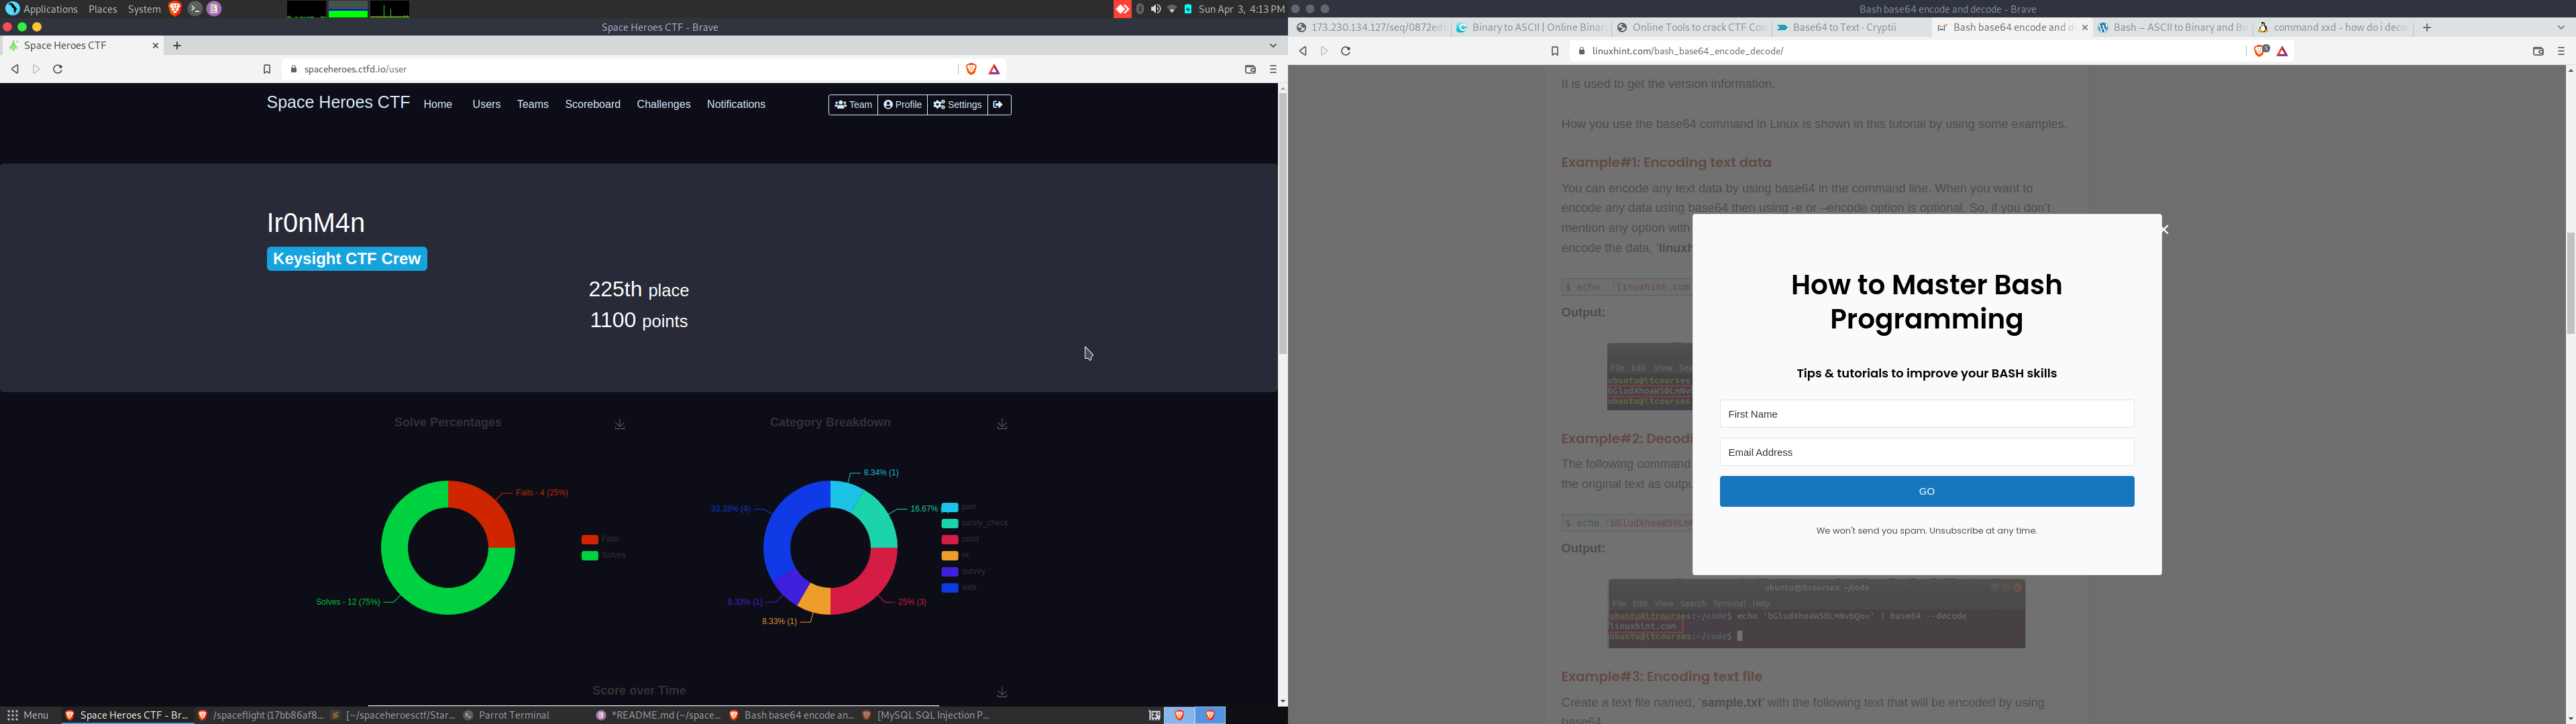 Applications Places System
Sun Apr 3, 4:13 PM
Space Heroes CTF - Brave
Space Heroes CTF
spaceheroes.ctfd.io/user
Space Heroes CTF Home Users Teams Scoreboard Challenges Notifications Team Profile Settings
Ir0nM4n
Keysight CTF Crew
225th place
1100 points
Solve Percentages
Category Breakdown
Fails - 4 (25%)
Solves - 12 (75%)
Fails
Solves
8.34% (1)
16.67%
33.33% (4)
8.33% (1)
8.33% (1)
25% (3)
pwn
sanity_check
osint
re
survey
web
Score over Time
Menu Space Heroes CTF - Br... /spaceflight (17bb86af8... [~/spaceheroesctf/Star... Parrot Terminal *README.md (~/space... Bash base64 encode an... [MySQL SQL Injection P...
Bash base64 encode and decode - Brave
173.230.134.127/seq/0872ed Binary to ASCII | Online Binar Online Tools to crack CTF Con Base64 to Text - Cryptii Bash base64 encode and d Bash – ASCII to Binary and Bi command xxd - how do i deco
linuxhint.com/bash_base64_encode_decode/
It is used to get the version information.
How you use the base64 command in Linux is shown in this tutorial by using some examples.
Example#1: Encoding text data
You can encode any text data by using base64 in the command line. When you want to
encode any data using base64 then using -e or –encode option is optional. So, if you don't
mention any option with
encode the data, 'linuxh
$ echo 'linuxhint.com
Output:
File Edit View Sea
ubuntu@itcourses
ubuntu@itcourses
Example#2: Decodi
The following command
the original text as outpu
$ echo
Output:
ubuntu@itcourses: ~/code
File Edit View Search Terminal Help
ubuntu@itcourses:~/code$ echo 'bGludXhoaW50LmNvbQo=' | base64 --decode
linuxhint.com
ubuntu@itcourses:~/code$
Example#3: Encoding text file
Create a text file named, 'sample.txt' with the following text that will be encoded by using
base64
How to Master Bash
Programming
Tips & tutorials to improve your BASH skills
First Name
Email Address
GO
We won't send you spam. Unsubscribe at any time.